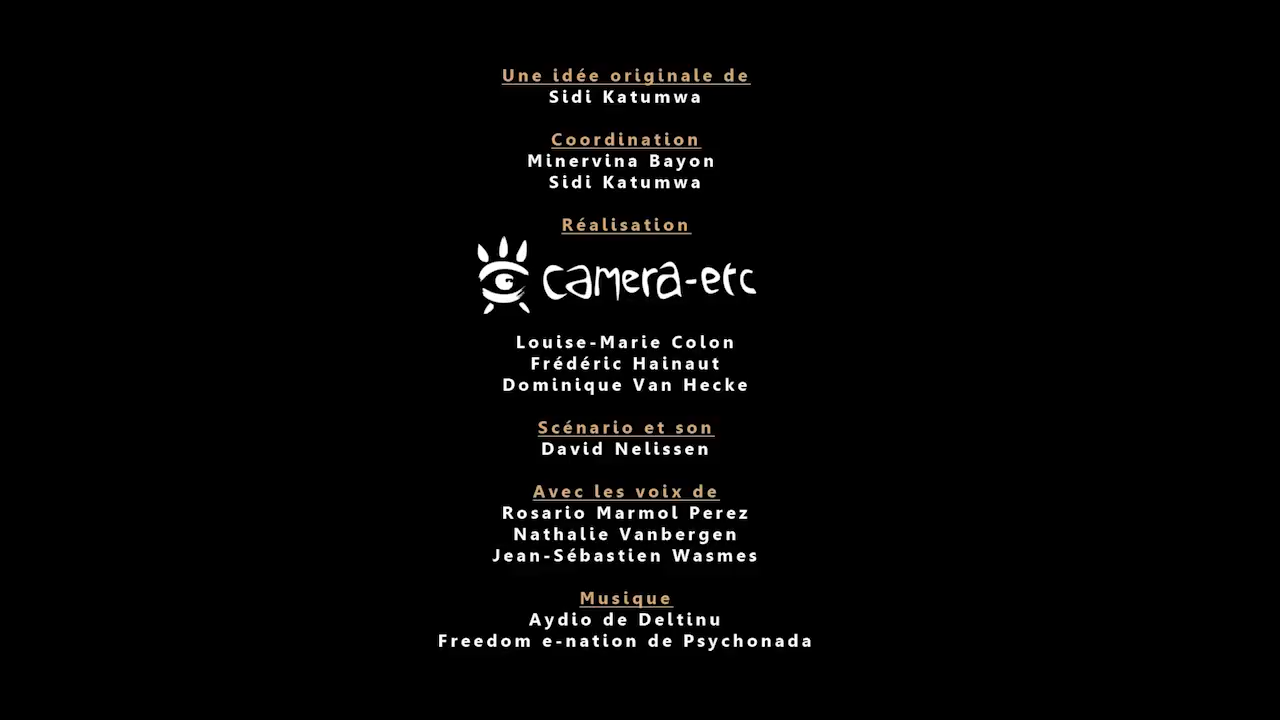 Une idée originale de
Sidi Katumwa
Coordination
Minervina Bayon
Sidi Katumwa
Réalisation
camera-etc
Louise-Marie Colon
Frédéric Hainaut
Dominique Van Hecke
Scénario et son
David Nelissen
Avec les voix de
Rosario Marmol Perez
Nathalie Vanbergen
Jean-Sébastien Wasmes
Musique
Aydio de Deltinu
Freedom e-nation de Psychonada